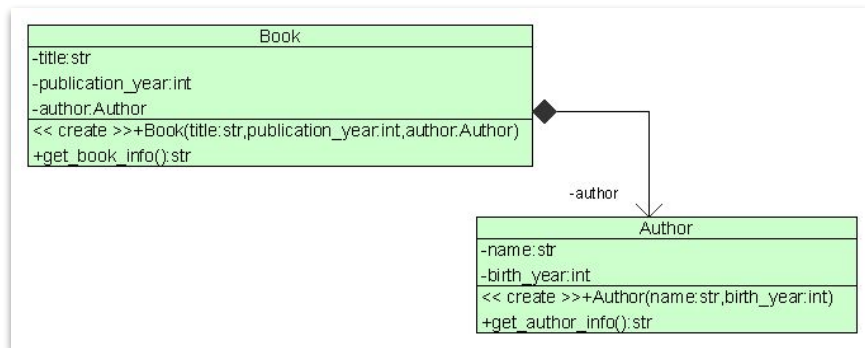 Book
-title:str
-publication_year:int
-author:Author
<< create >>+Book(title:str,publication_year:int,author:Author)
+get_book_info():str
-author
Author
-name:str
-birth_year:int
<< create >>+Author(name:str,birth_year:int)
+get_author_info():str